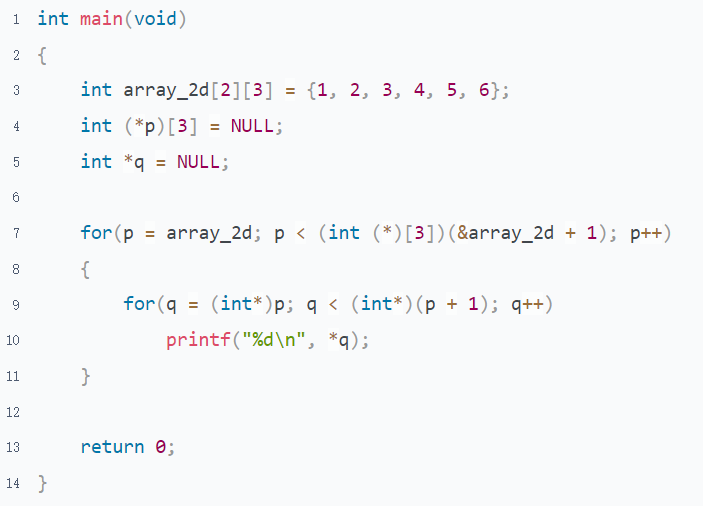 1 int main(void)
2 {
3     int array_2d[2][3] = {1, 2, 3, 4, 5, 6};
4     int (*p)[3] = NULL;
5     int *q = NULL;
6
7     for(p = array_2d; p < (int (*)[3])(&array_2d + 1); p++)
8     {
9         for(q = (int*)p; q < (int*)(p + 1); q++)
10             printf("%d\n", *q);
11     }
12
13     return 0;
14 }